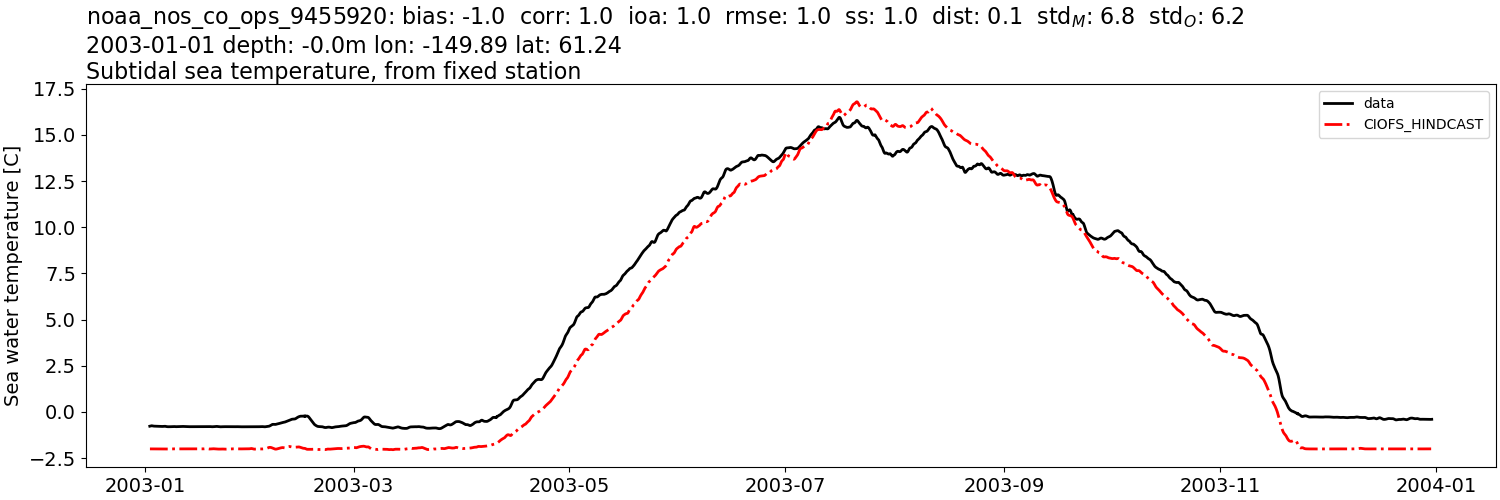 noaa_nos_co_ops_9455920: bias: -1.0 corr: 1.0 ioa: 1.0 rmse: 1.0 ss: 1.0 dist: 0.1 std_M: 6.8 std_O: 6.2
2003-01-01 depth: -0.0m lon: -149.89 lat: 61.24
Subtidal sea temperature, from fixed station
Sea water temperature [C]
17.5
15.0
12.5
10.0
7.5
5.0
2.5
0.0
−2.5
data
CIOFS_HINDCAST
2003-01 2003-03 2003-05 2003-07 2003-09 2003-11 2004-01